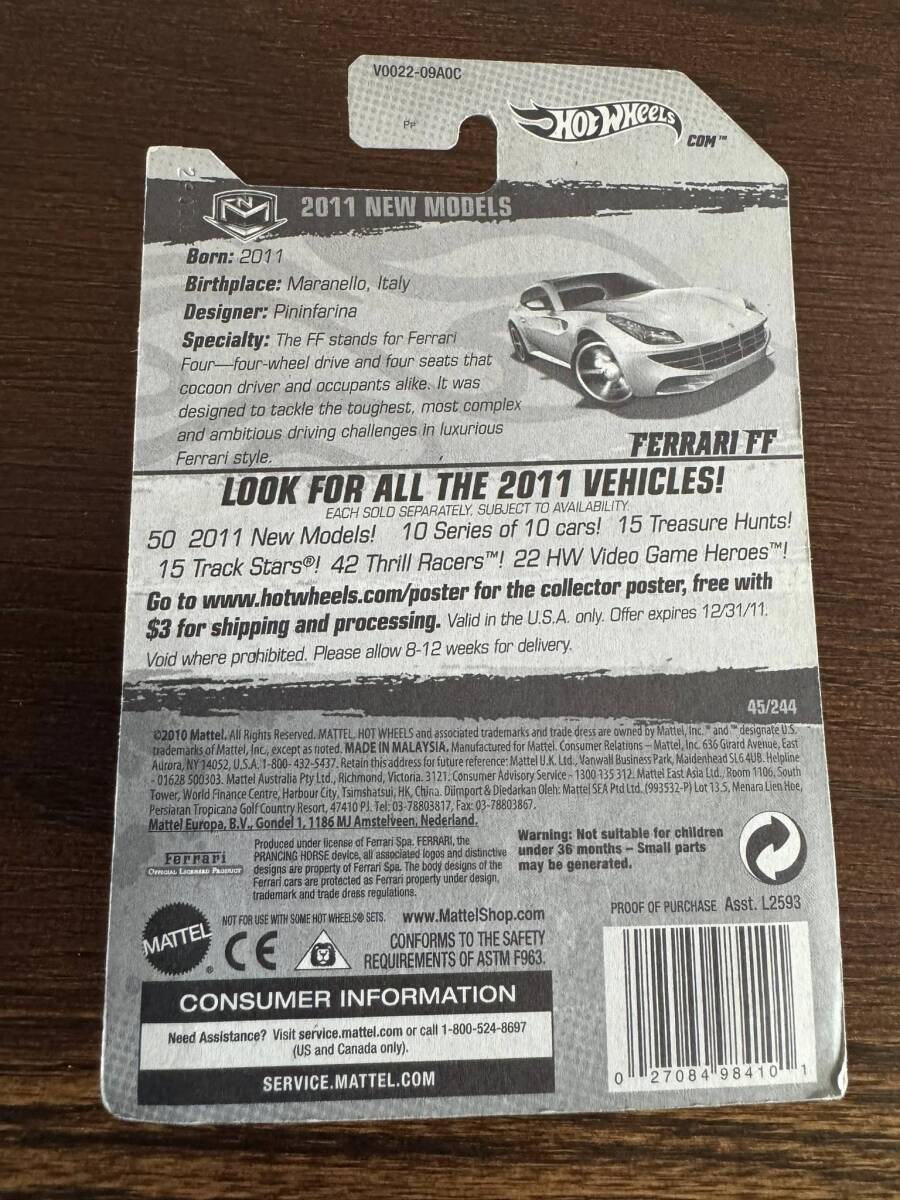 V0022-09A0C
PP
HOT WHEELS
COM™
2011 NEW MODELS
Born: 2011
Birthplace: Maranello, Italy
Designer: Pininfarina
Specialty: The FF stands for Ferrari
Four—four-wheel drive and four seats that
cocoon driver and occupants alike. It was
designed to tackle the toughest, most complex
and ambitious driving challenges in luxurious
Ferrari style.
FERRARI FF
LOOK FOR ALL THE 2011 VEHICLES!
EACH SOLD SEPARATELY, SUBJECT TO AVAILABILITY.
50 2011 New Models! 10 Series of 10 cars! 15 Treasure Hunts!
15 Track Stars®! 42 Thrill Racers™! 22 HW Video Game Heroes™!
Go to www.hotwheels.com/poster for the collector poster, free with
$3 for shipping and processing. Valid in the U.S.A. only. Offer expires 12/31/11.
Void where prohibited. Please allow 8-12 weeks for delivery.
45/244
©2010 Mattel. All Rights Reserved. MATTEL, HOT WHEELS and associated trademarks and trade dress are owned by Mattel, Inc. ® and ™ designate U.S.
trademarks of Mattel, Inc., except as noted. MADE IN MALAYSIA. Manufactured for Mattel. Consumer Relations – Mattel, Inc. 636 Girard Avenue, East
Aurora, NY 14052, U.S.A. 1-800- 432-5437. Retain this address for future reference: Mattel U.K. Ltd., Vanwall Business Park, Maidenhead SL6 4UB. Helpline
- 01628 500303. Mattel Australia Pty Ltd., Richmond, Victoria. 3121. Consumer Advisory Service - 1300 135 312. Mattel East Asia Ltd., Room 1106, South
Tower, World Finance Centre, Harbour City, Tsimshatsui, HK, China. Diimport & Diedarkan Oleh: Mattel SEA Ptd Ltd. (993532-P) Lot 13.5, Menara Lien Hoe,
Persiaran Tropicana Golf Country Resort, 47410 PJ. Tel: 03-78803817, Fax: 03-78803867.
Mattel Europa, B.V., Gondel 1, 1186 MJ Amstelveen, Nederland.
Ferrari
OFFICIAL LICENSED PRODUCT
Produced under license of Ferrari Spa. FERRARI, the
PRANCING HORSE device, all associated logos and distinctive
designs are property of Ferrari Spa. The body designs of the
Ferrari cars are protected as Ferrari property under design,
trademark and trade dress regulations.
Warning: Not suitable for children
under 36 months – Small parts
may be generated.
PROOF OF PURCHASE Asst. L2593
NOT FOR USE WITH SOME HOT WHEELS® SETS. www.MattelShop.com
MATTEL®
CE
CONFORMS TO THE SAFETY
REQUIREMENTS OF ASTM F963.
CONSUMER INFORMATION
Need Assistance? Visit service.mattel.com or call 1-800-524-8697
(US and Canada only).
SERVICE.MATTEL.COM
0 27084 98410 1